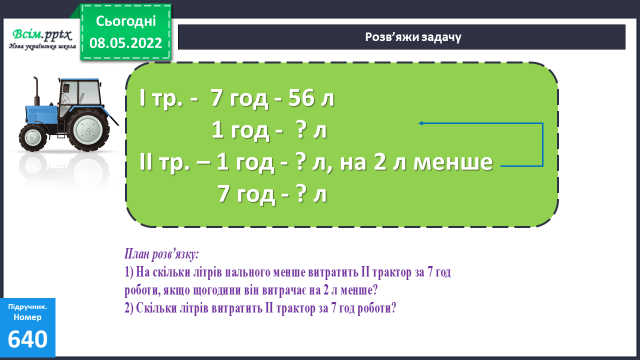 Всім.pptx
Нова українська школа
Сьогодні
08.05.2022
Розв’яжи задачу
І тр. - 7 год - 56 л
1 год - ? л
ІІ тр. – 1 год - ? л, на 2 л менше
7 год - ? л
План розв’язку:
1) На скільки літрів пального менше витратить ІІ трактор за 7 год
роботи, якщо щогодини він витрачає на 2 л менше?
2) Скільки літрів витратить ІІ трактор за 7 год роботи?
Підручник.
Номер
640